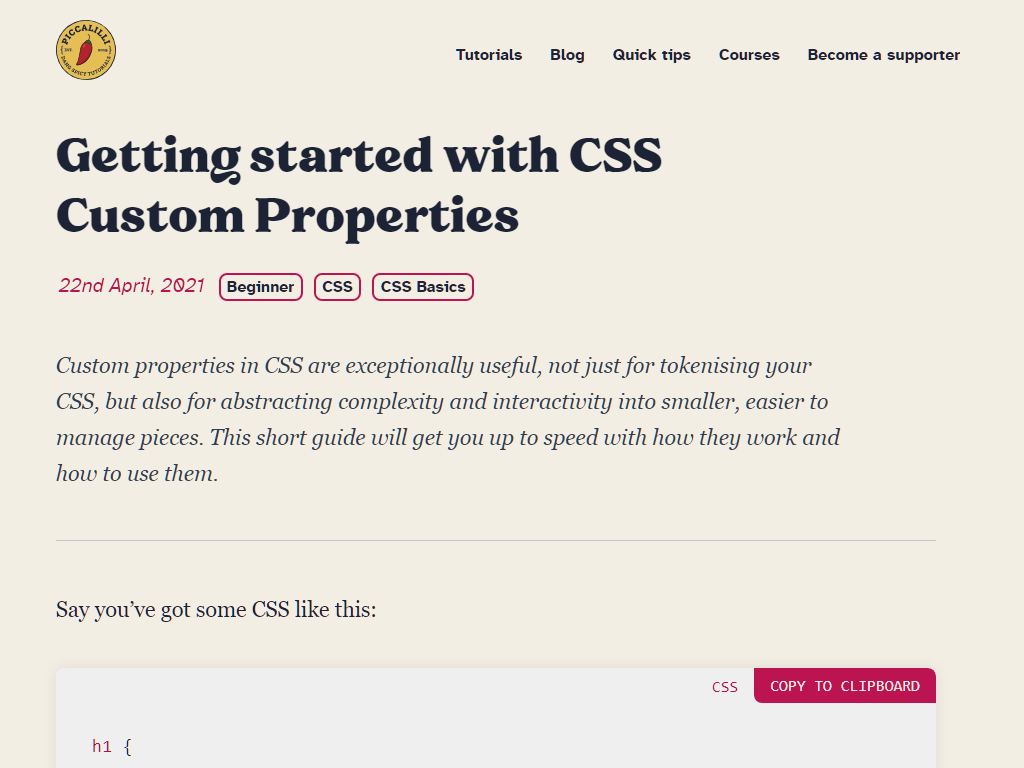 PICCALILLI
DANG SPICY TUTORIALS
Tutorials Blog Quick tips Courses Become a supporter
Getting started with CSS
Custom Properties
22nd April, 2021 Beginner CSS CSS Basics
Custom properties in CSS are exceptionally useful, not just for tokenising your
CSS, but also for abstracting complexity and interactivity into smaller, easier to
manage pieces. This short guide will get you up to speed with how they work and
how to use them.
Say you’ve got some CSS like this:
CSS COPY TO CLIPBOARD
h1 {